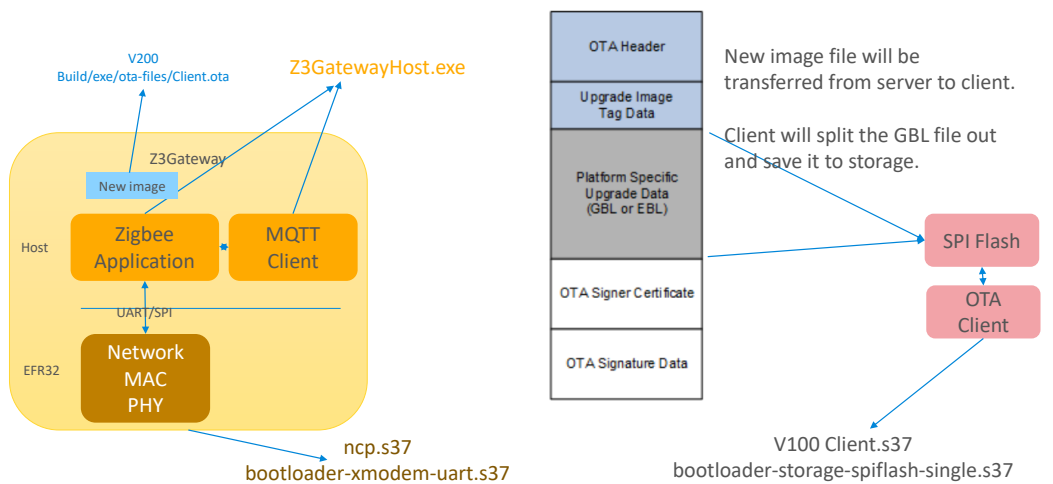 V200
Build/exe/ota-files/Client.ota
Z3GatewayHost.exe
Z3Gateway
New image
Host
Zigbee
Application
MQTT
Client
UART/SPI
EFR32
Network
MAC
PHY
ncp.s37
bootloader-xmodem-uart.s37
OTA Header
Upgrade Image
Tag Data
Platform Specific
Upgrade Data
(GBL or EBL)
OTA Signer Certificate
OTA Signature Data
New image file will be
transferred from server to client.
Client will split the GBL file out
and save it to storage.
SPI Flash
OTA
Client
V100 Client.s37
bootloader-storage-spiflash-single.s37